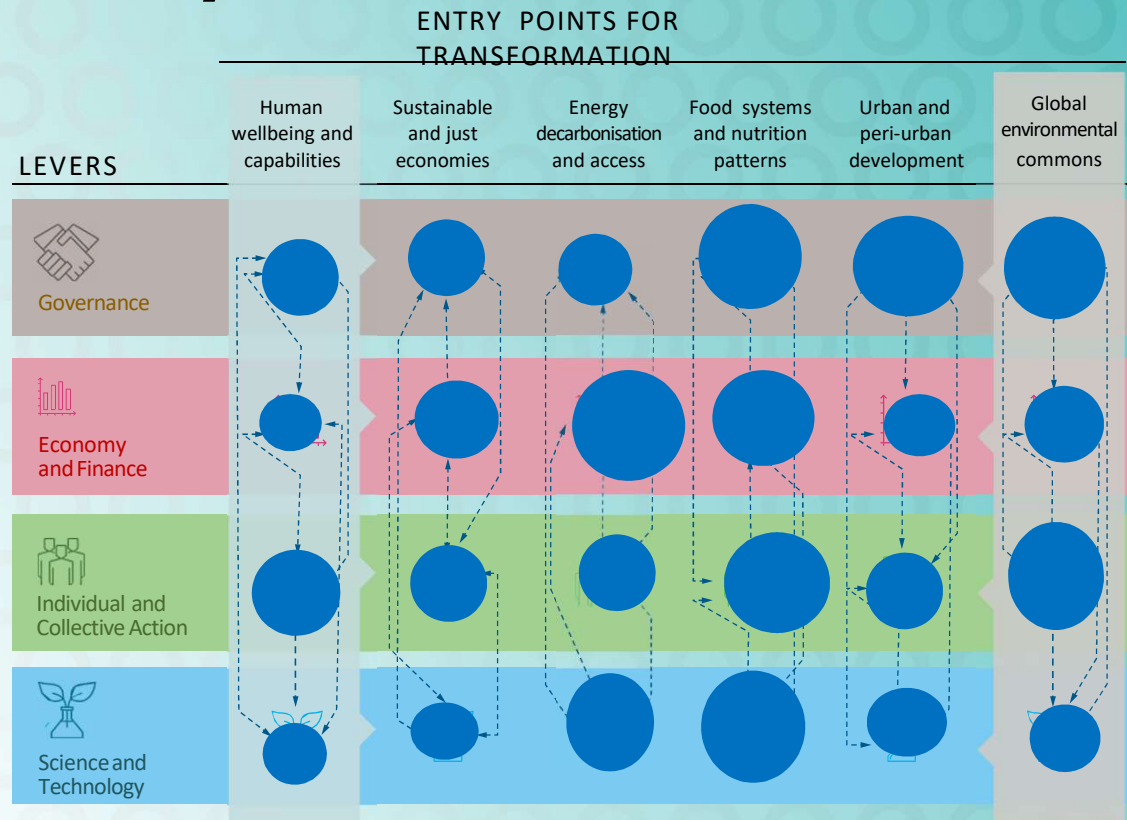 ENTRY POINTS FOR
TRANSFORMATION
LEVERS
Human
wellbeing and
capabilities
Sustainable
and just
economies
Energy
decarbonisation
and access
Food systems
and nutrition
patterns
Urban and
peri-urban
development
Global
environmental
commons
Governance
Economy
and Finance
Individual and
Collective Action
Science and
Technology